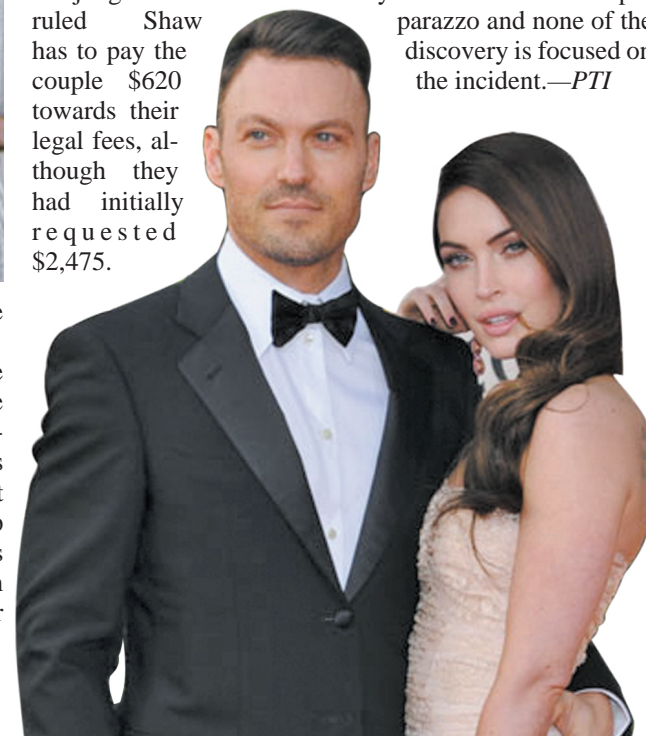 ruled Shaw
has to pay the
couple $620
towards their
legal fees, al-
though they
had initially
requested
$2,475.
parazzo and none of the
discovery is focused on
the incident.—PTI